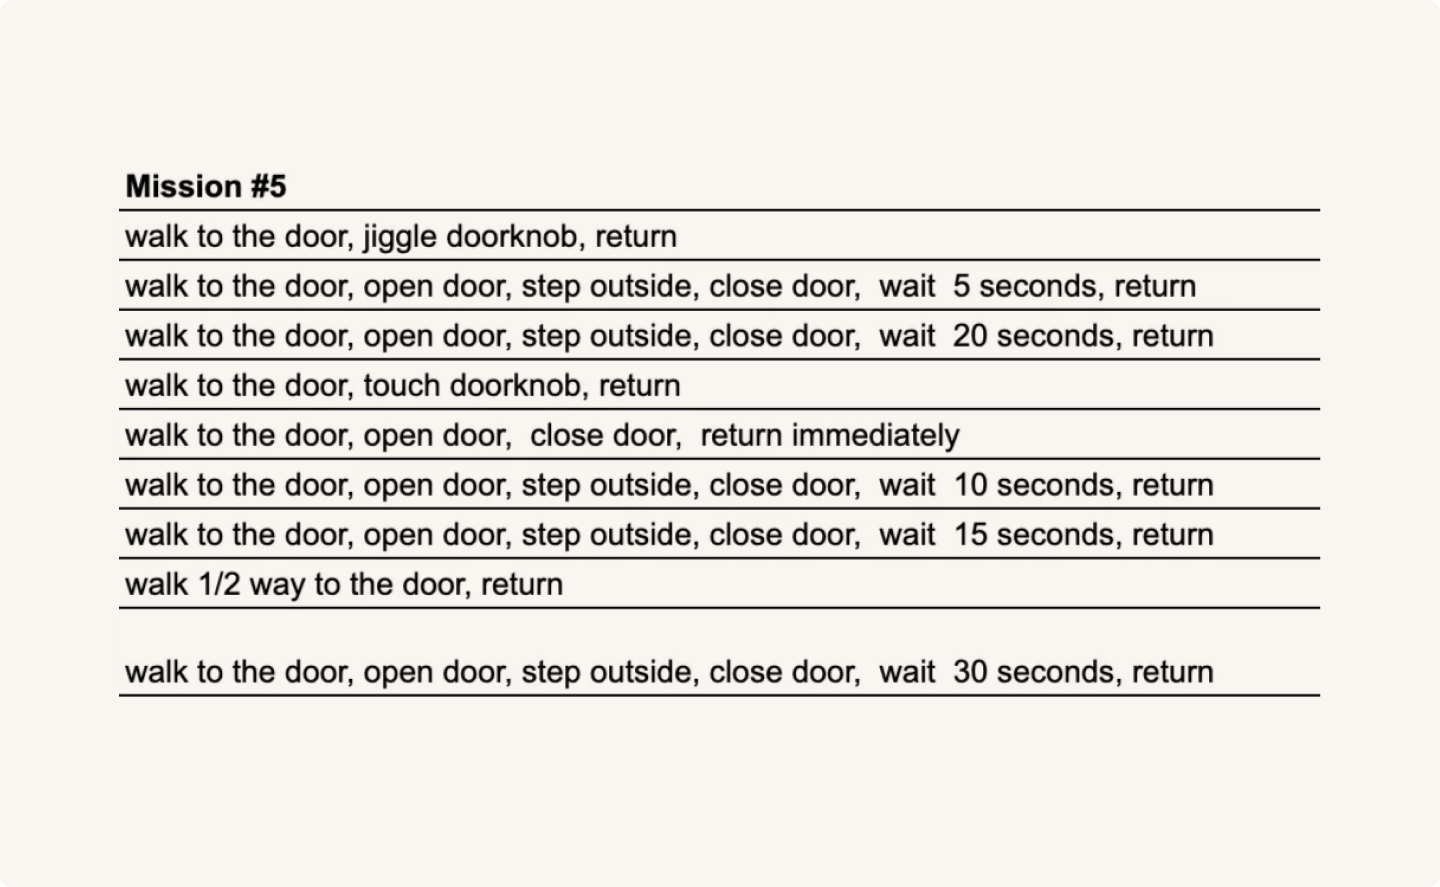 Mission #5
walk to the door, jiggle doorknob, return
walk to the door, open door, step outside, close door,  wait  5 seconds, return
walk to the door, open door, step outside, close door,  wait  20 seconds, return
walk to the door, touch doorknob, return
walk to the door, open door,  close door,  return immediately
walk to the door, open door, step outside, close door,  wait  10 seconds, return
walk to the door, open door, step outside, close door,  wait  15 seconds, return
walk 1/2 way to the door, return
walk to the door, open door, step outside, close door,  wait  30 seconds, return